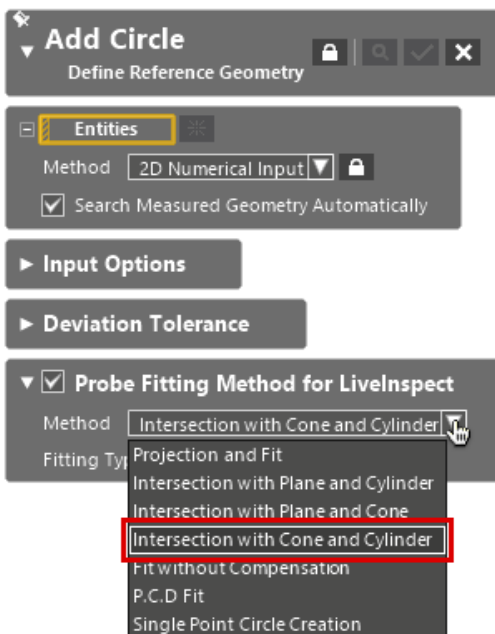 Add Circle
Define Reference Geometry
Entities
Method 2D Numerical Input
Search Measured Geometry Automatically
Input Options
Deviation Tolerance
Probe Fitting Method for LiveInspect
Method Intersection with Cone and Cylinder
Fitting Ty
Projection and Fit
Intersection with Plane and Cylinder
Intersection with Plane and Cone
Intersection with Cone and Cylinder
Fit without Compensation
P.C.D Fit
Single Point Circle Creation